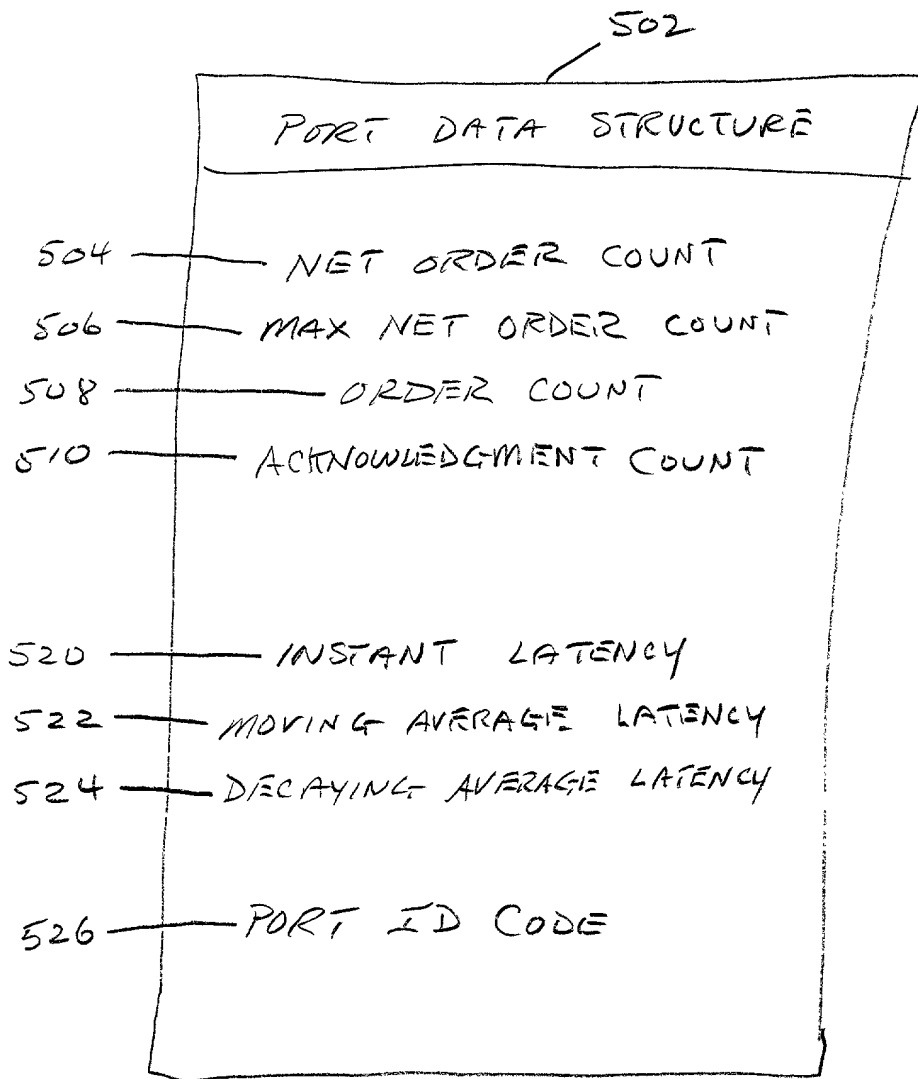 502
PORT DATA STRUCTURE
504 NET ORDER COUNT
506 MAX NET ORDER COUNT
508 ORDER COUNT
510 ACKNOWLEDGMENT COUNT
520 INSTANT LATENCY
522 MOVING AVERAGE LATENCY
524 DECAYING AVERAGE LATENCY
526 PORT ID CODE